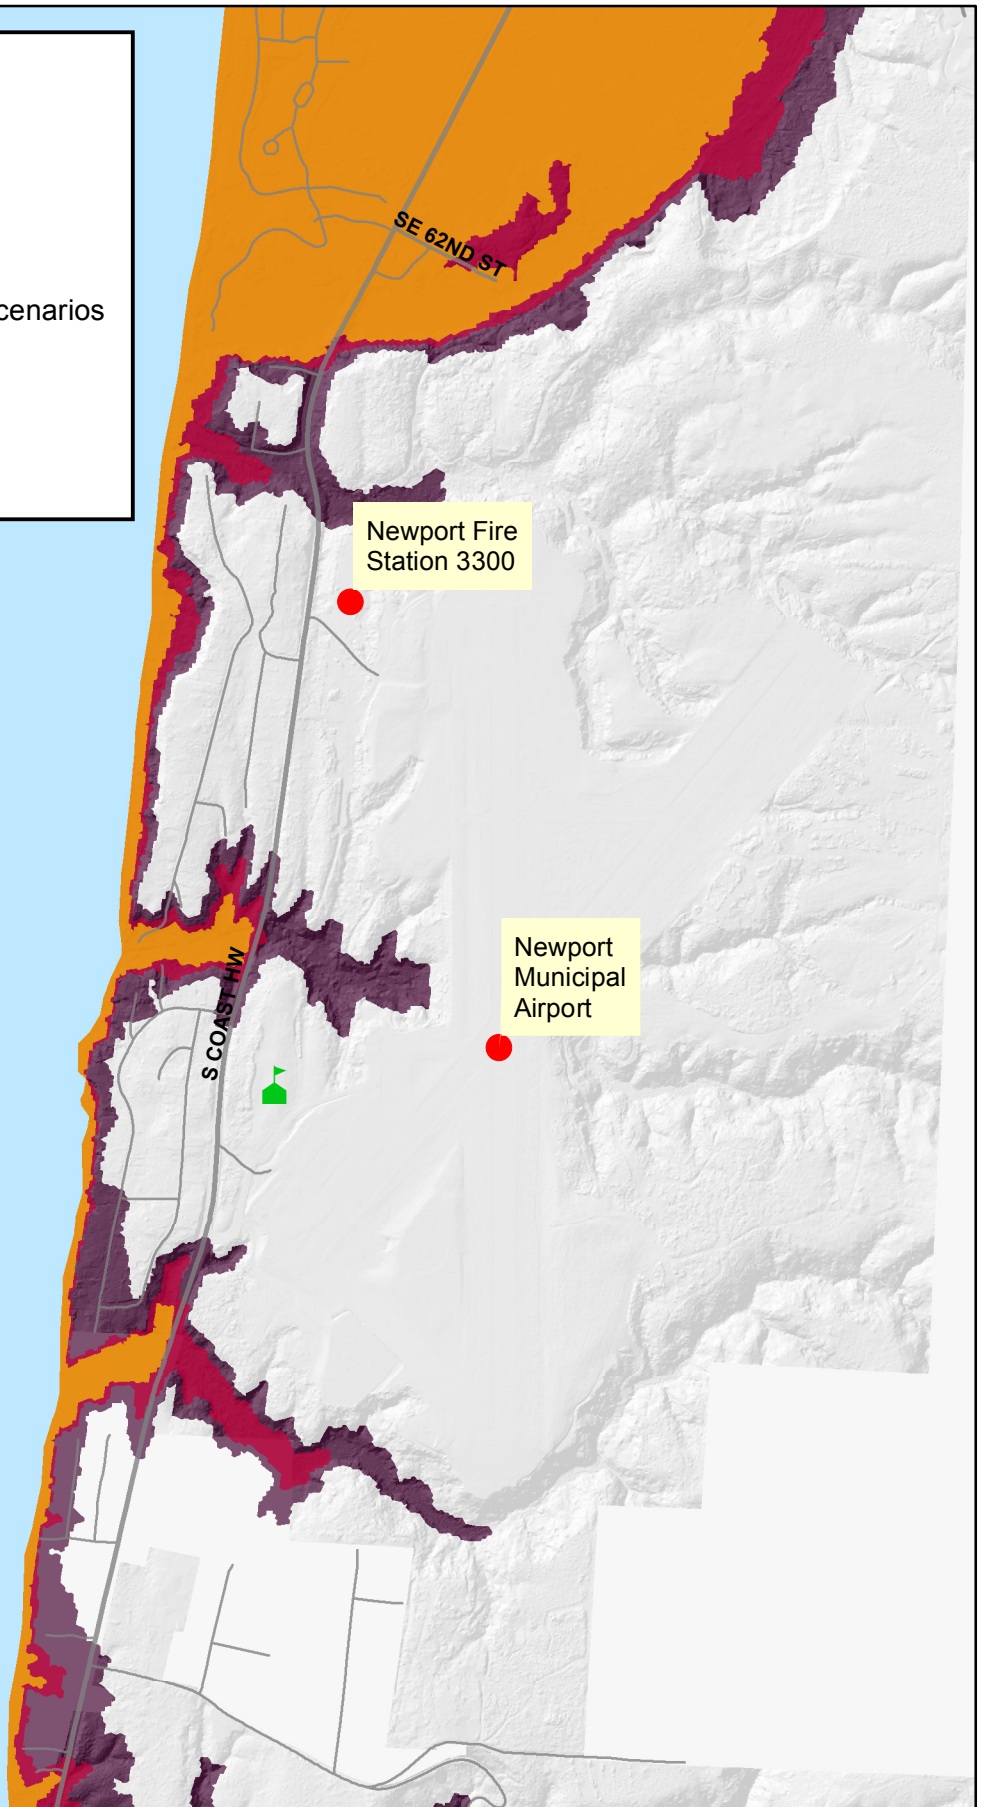 SE 62ND ST
cenarios
Newport Fire
Station 3300
Newport
Municipal
Airport
S COAST HW